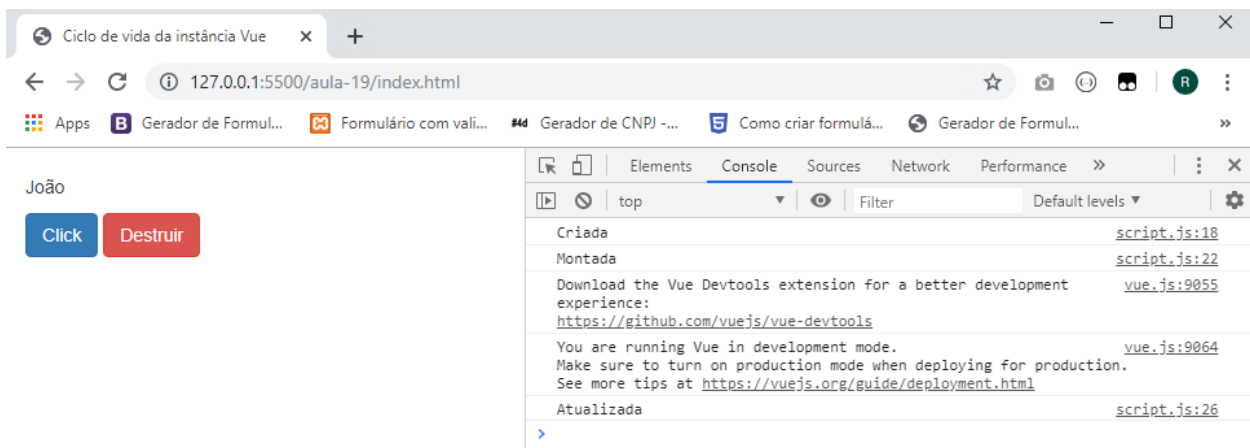 Ciclo de vida da instância Vue
127.0.0.1:5500/aula-19/index.html
R
Apps B Gerador de Formul... Formulário com vali... #4d Gerador de CNPJ -... 5 Como criar formulá... Gerador de Formul... »
João
Click Destruir
Elements Console Sources Network Performance »
top Filter Default levels ▼
Criada script.js:18
Montada script.js:22
Download the Vue Devtools extension for a better development vue.js:9055
experience:
https://github.com/vuejs/vue-devtools
You are running Vue in development mode. vue.js:9064
Make sure to turn on production mode when deploying for production.
See more tips at https://vuejs.org/guide/deployment.html
Atualizada script.js:26
>